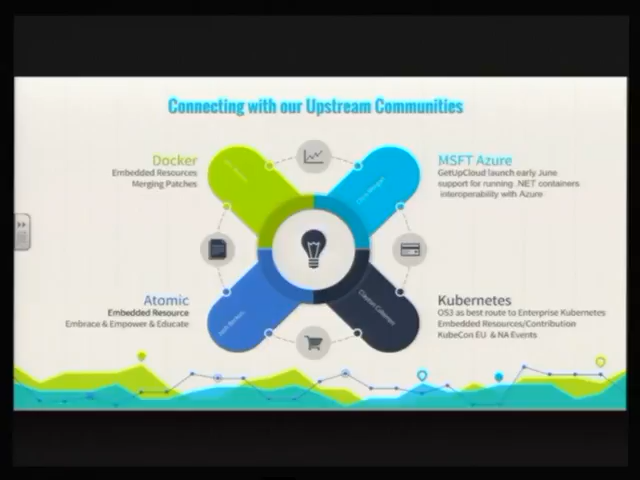 Connecting with our Upstream Communities
Docker
Embedded Resources
Merging Patches
MSFT Azure
GetUpCloud launch early June
support for running .NET containers
interoperability with Azure
Atomic
Embedded Resource
Embrace & Empower & Educate
Kubernetes
OS3 as best route to Enterprise Kubernetes
Embedded Resources/Contribution
KubeCon EU & NA Events
Chris Morgan